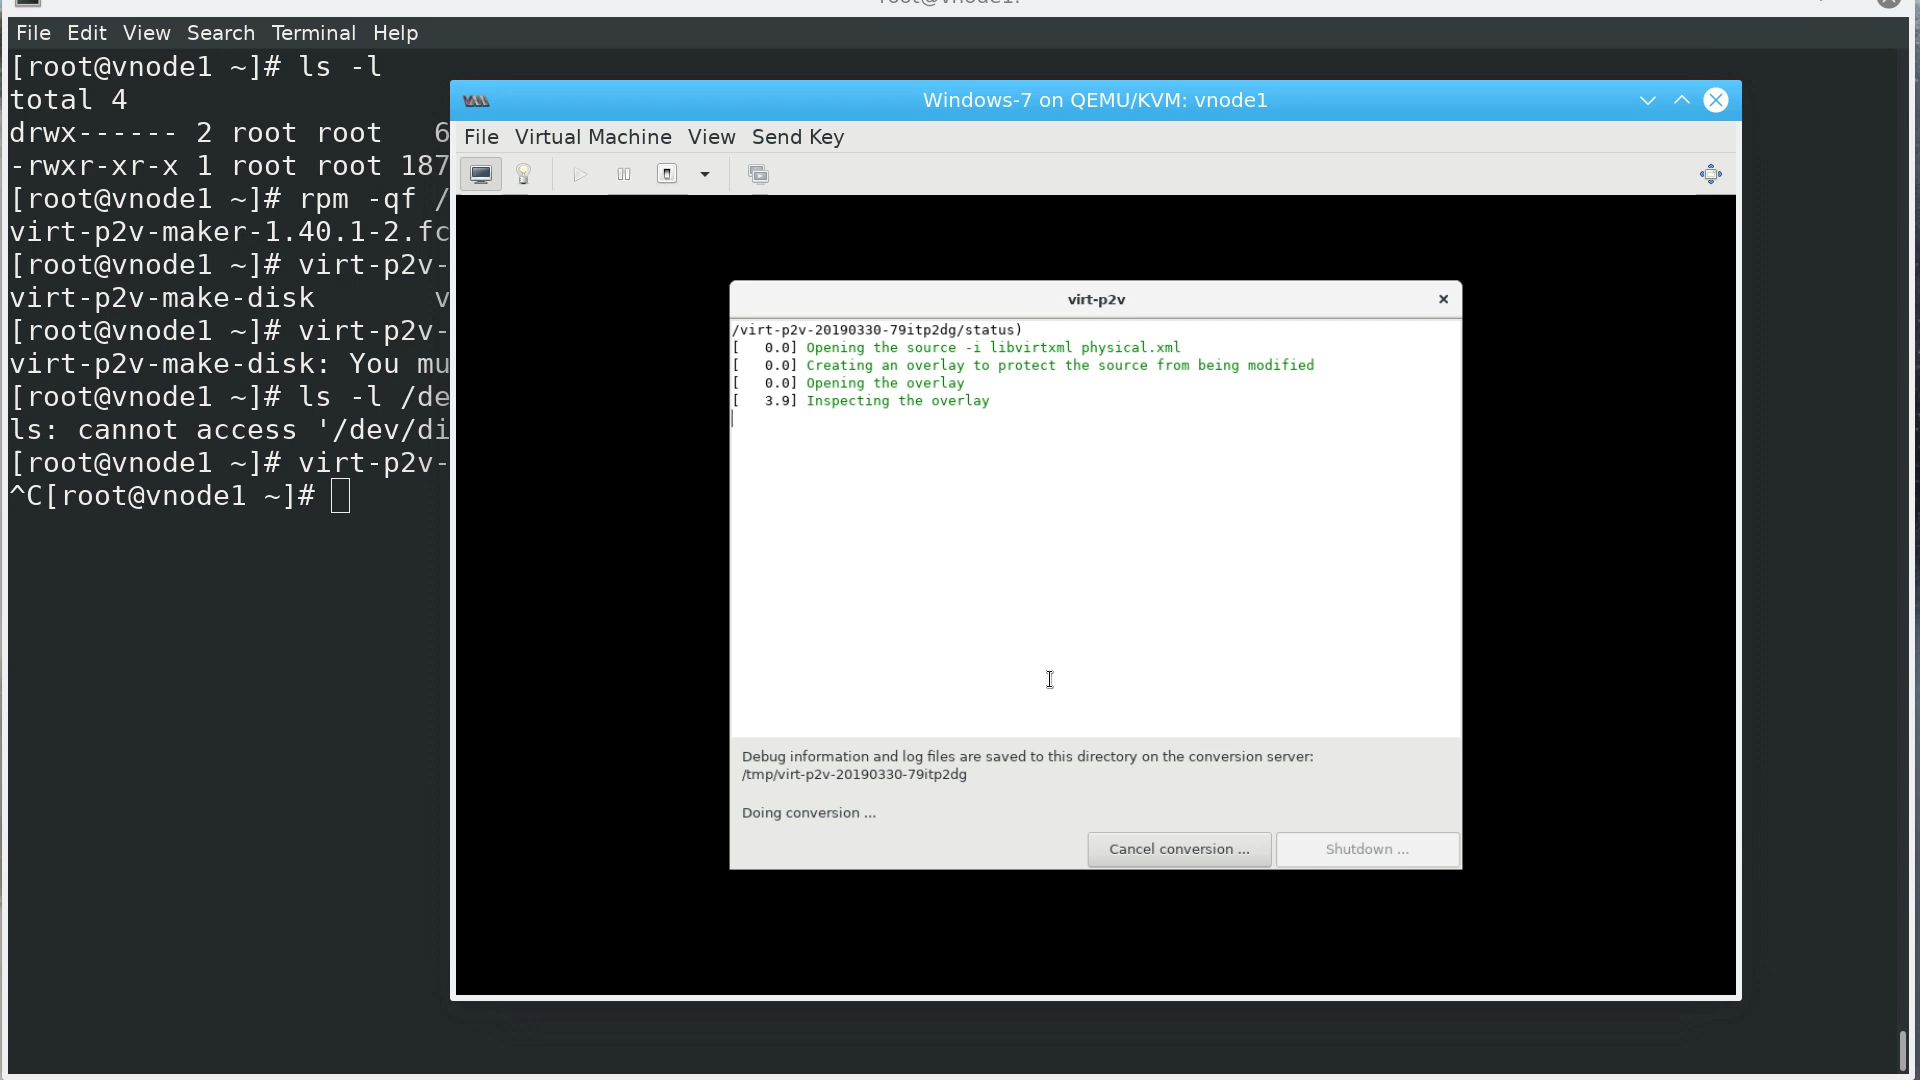 File Edit View Search Terminal Help
[root@vnode1 ~]# ls -l
total 4
drwx------ 2 root root 6
-rwxr-xr-x 1 root root 187
[root@vnode1 ~]# rpm -qf /
virt-p2v-maker-1.40.1-2.fc
[root@vnode1 ~]# virt-p2v-
virt-p2v-make-disk v
[root@vnode1 ~]# virt-p2v-
virt-p2v-make-disk: You mu
[root@vnode1 ~]# ls -l /de
ls: cannot access '/dev/di
[root@vnode1 ~]# virt-p2v-
^C[root@vnode1 ~]#
Windows-7 on QEMU/KVM: vnode1
File Virtual Machine View Send Key
virt-p2v
/virt-p2v-20190330-79itp2dg/status)
[   0.0] Opening the source -i libvirtxml physical.xml
[   0.0] Creating an overlay to protect the source from being modified
[   0.0] Opening the overlay
[   3.9] Inspecting the overlay
Debug information and log files are saved to this directory on the conversion server:
/tmp/virt-p2v-20190330-79itp2dg
Doing conversion ...
Cancel conversion ... Shutdown ...